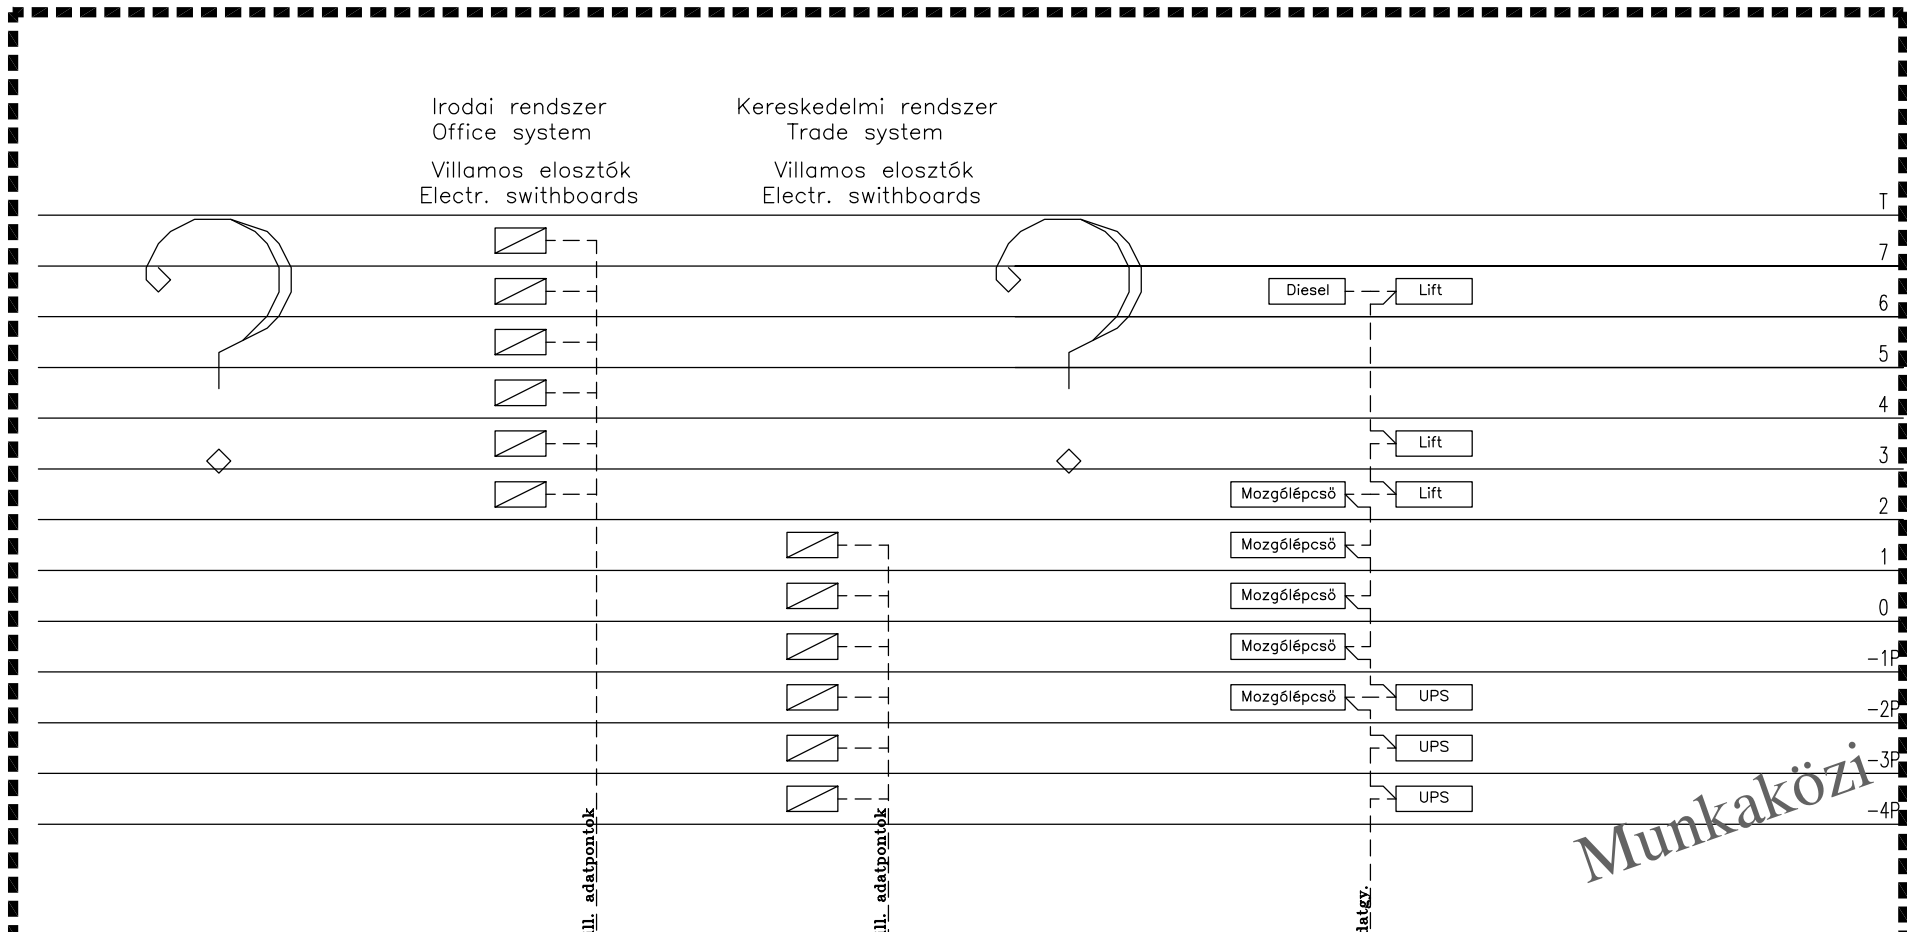 Irodai rendszer
Office system
Villamos elosztók
Electr. swithboards
Kereskedelmi rendszer
Trade system
Villamos elosztók
Electr. swithboards
T
7
Diesel
Lift
6
5
4
Lift
3
Mozgólépcsö
Lift
2
Mozgólépcsö
1
Mozgólépcsö
0
Mozgólépcsö
-1P
Mozgólépcsö
UPS
-2P
UPS
-3P
UPS
-4P
Munkaközi
adatpontok
adatpontok